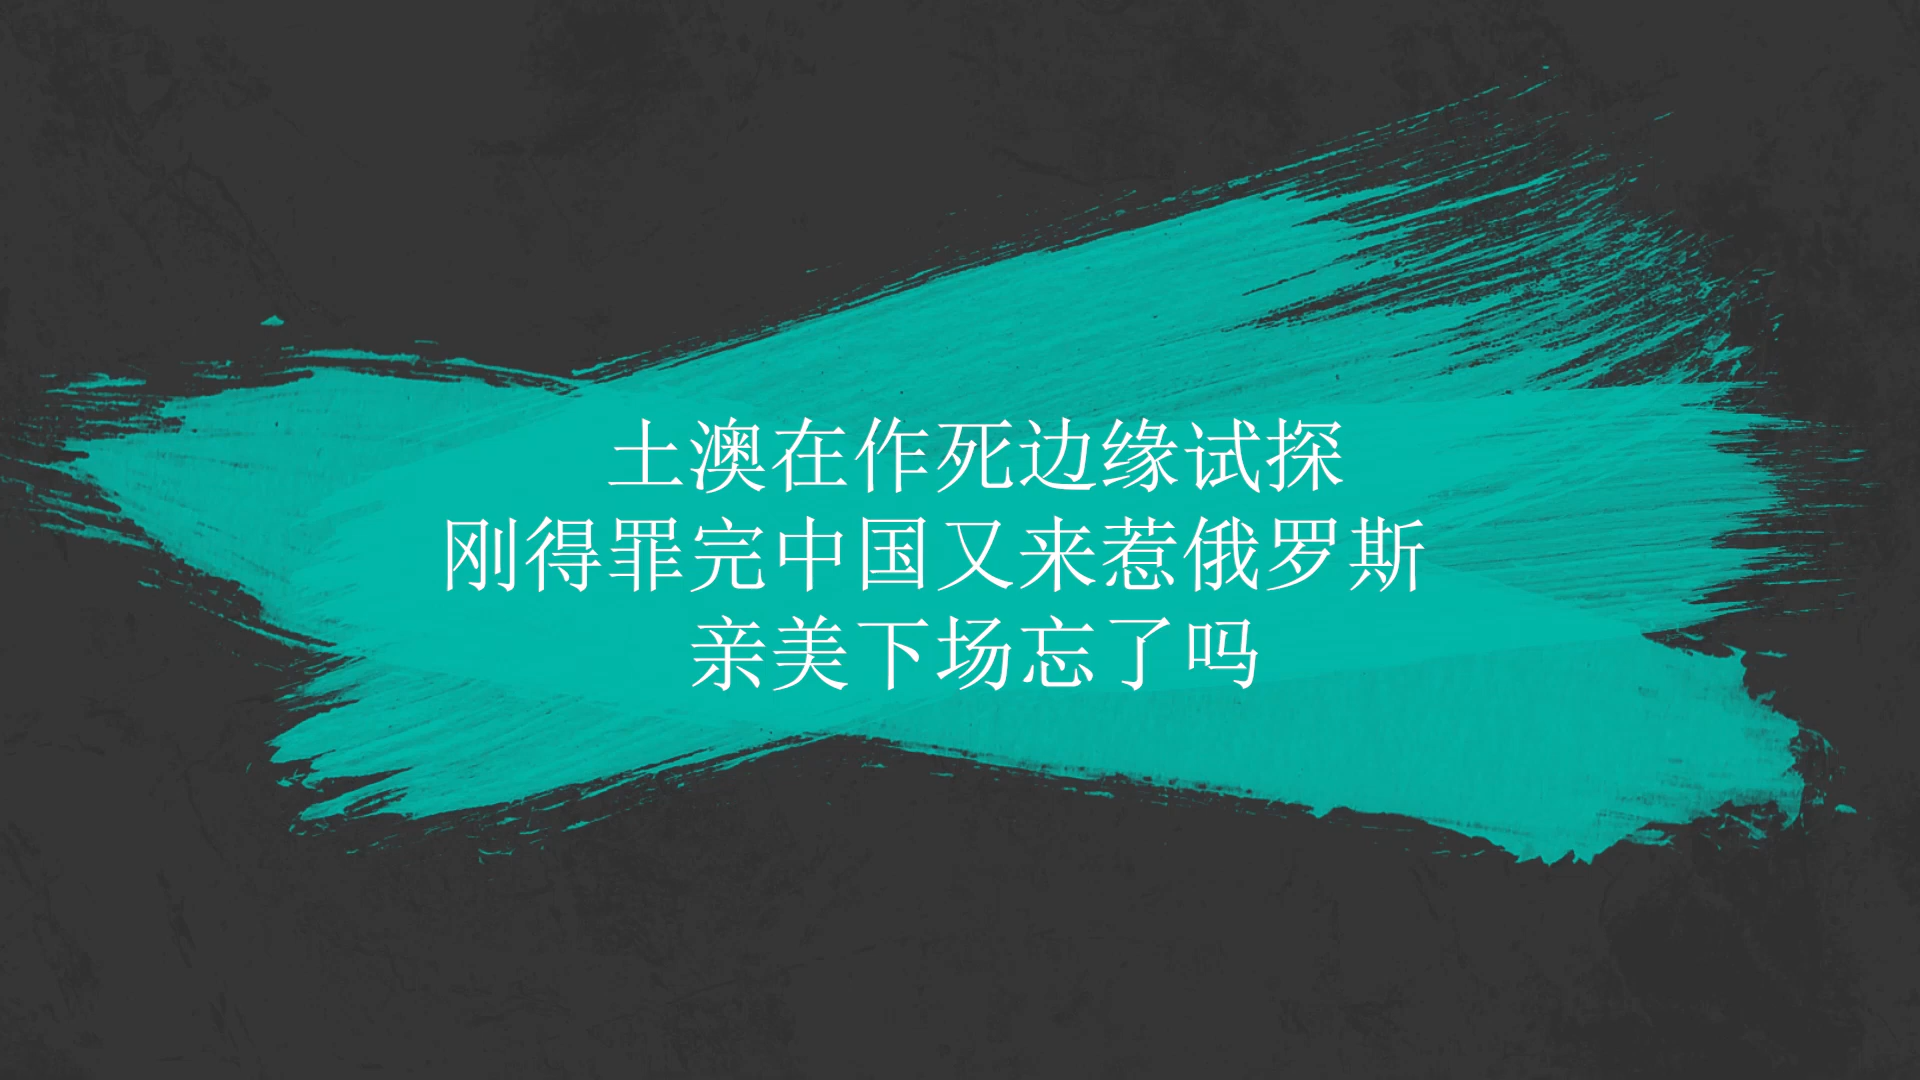 土澳在作死边缘试探
刚得罪完中国又来惹俄罗斯
亲美下场忘了吗